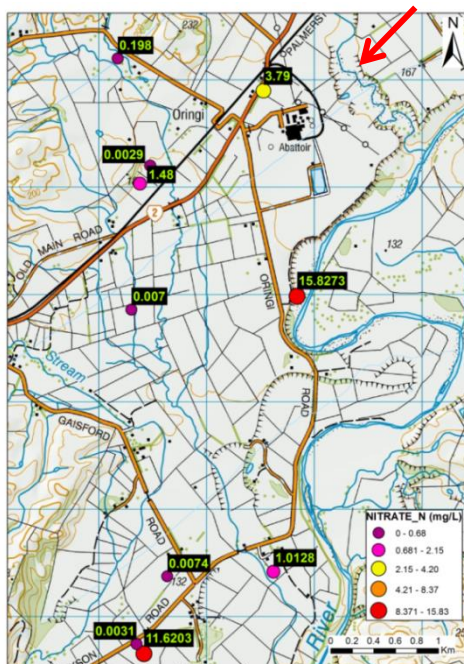 232
N
0.198
PALMERST
3.79
167
Oringi
Abattoir
0.0029
1.48
2
OLD MAIN ROAD
132
ORINGI
15.8273
0.007
Stream
ROAD
GAISFORD
NITRATE_N (mg/L)
0 - 0.68
0.681 - 2.15
2.15 - 4.20
4.21 - 8.37
8.371 - 15.83
ROAD
0.0074
1.0128
132
0.0031
11.6203
SON ROAD
River
0 0.2 0.4 0.6 0.8 1
Km